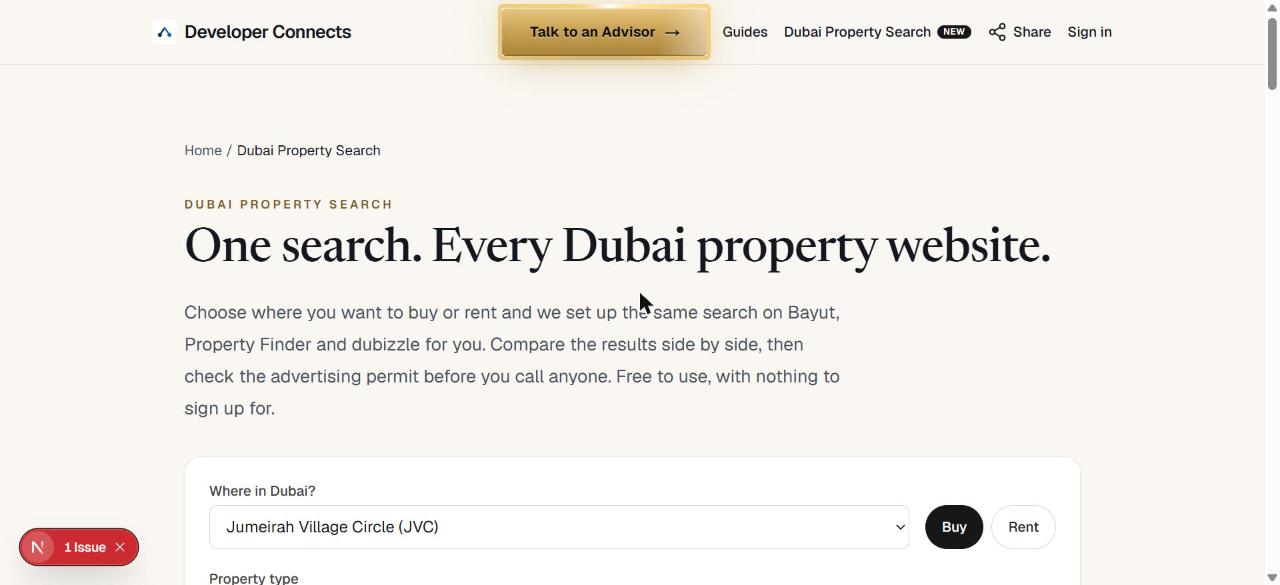 Developer Connects
Talk to an Advisor →
Guides
Dubai Property Search NEW
Share
Sign in
Home / Dubai Property Search
DUBAI PROPERTY SEARCH
One search. Every Dubai property website.
Choose where you want to buy or rent and we set up the same search on Bayut,
Property Finder and dubizzle for you. Compare the results side by side, then
check the advertising permit before you call anyone. Free to use, with nothing to
sign up for.
Where in Dubai?
Jumeirah Village Circle (JVC)
Buy
Rent
N 1 Issue
Property type